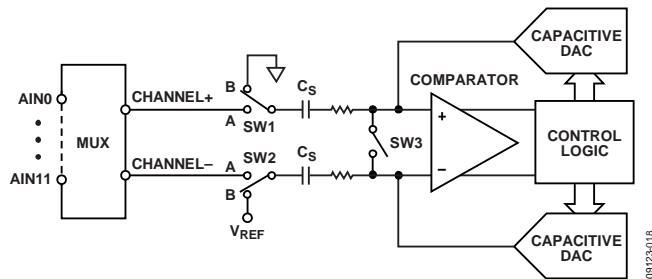 CAPACITIVE
DAC
B
CS
COMPARATOR
AIN0
CHANNEL+
A
SW1
+
MUX
SW3
CONTROL
LOGIC
CHANNEL–
A
SW2
CS
–
AIN11
B
VREF
CAPACITIVE
DAC
09123-018